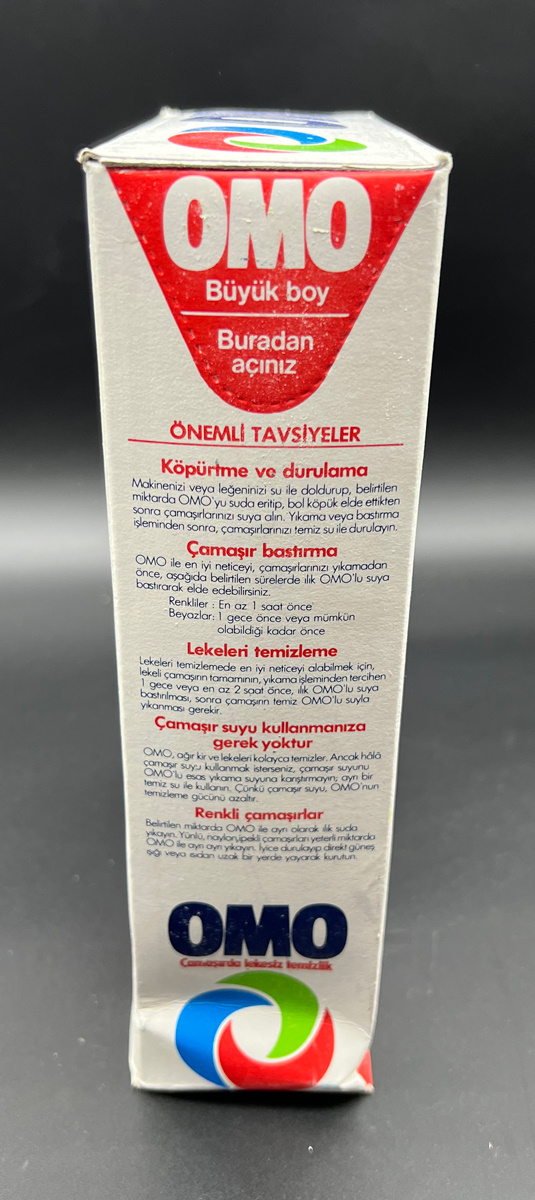 OMO
Büyük boy
Buradan
açınız
ÖNEMLİ TAVSİYELER
Köpürtme ve durulama
Makinenizi veya leğeninizi su ile doldurup, belirtilen
miktarda OMO'yu suda eritip, bol köpük elde ettikten
sonra çamaşırlarınızı suya alın. Yıkama veya bastırma
işleminden sonra, çamaşırlarınızı temiz su ile durulayın.
Çamaşır bastırma
OMO ile en iyi neticeyi, çamaşırlarınızı yıkamadan
önce, aşağıda belirtilen sürelerde ılık OMO'lu suya
bastırarak elde edebilirsiniz.
Renkliler : En az 1 saat önce
Beyazlar: 1 gece önce veya mümkün
olabildiği kadar önce
Lekeleri temizleme
Lekeleri temizlemede en iyi neticeyi alabilmek için,
lekeli çamaşırın tamamının, yıkama işleminden tercihen
1 gece veya en az 2 saat önce, ılık OMO'lu suya
bastırılması, sonra çamaşırın temiz OMO'lu suyla
yıkanması gerekir.
Çamaşır suyu kullanmanıza
gerek yoktur
OMO, ağır kir ve lekeleri kolayca temizler. Ancak hâlâ
çamaşır suyu kullanmak isterseniz, çamaşır suyunu
OMO'lu esas yıkama suyuna karıştırmayın; ayrı bir
temiz su ile kullanın. Çünkü çamaşır suyu, OMO'nun
temizleme gücünü azaltır.
Renkli çamaşırlar
Belirtilen miktarda OMO ile ayrı olarak ılık suda
yıkayın. Yünlü, naylon, ipekli çamaşırları yeterli miktarda
OMO ile ayrı ayrı yıkayın. İyice durulayıp direkt güneş
ışığı veya ısıdan uzak bir yerde yayarak kurutun.
OMO
Çamaşırda lekesiz temizlik